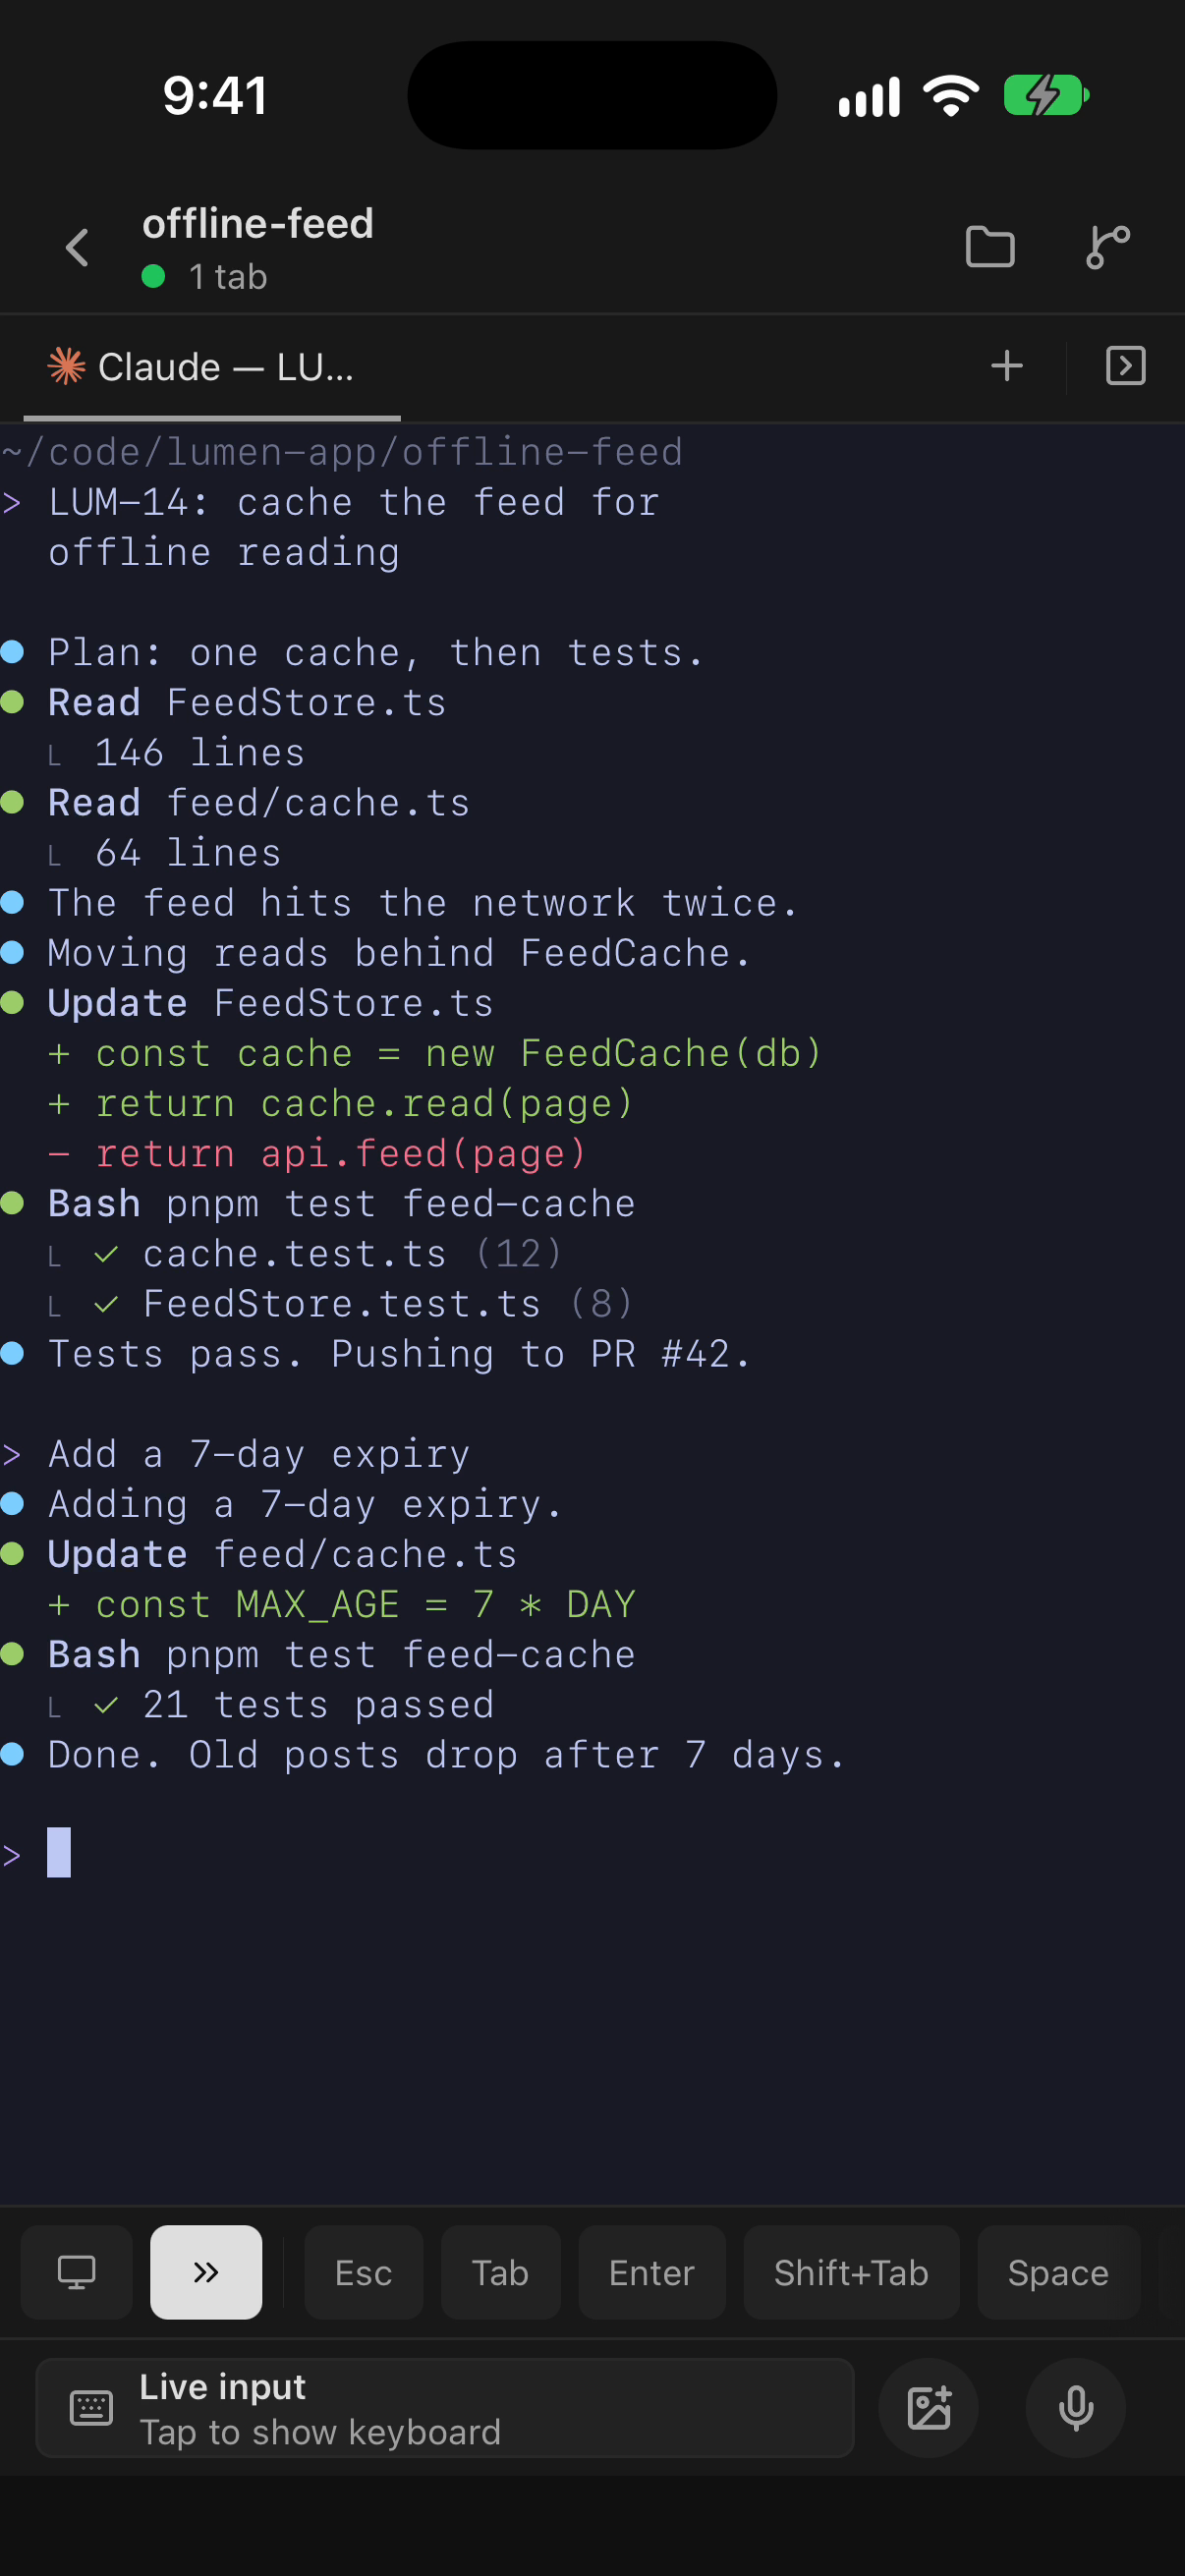 9:41
offline-feed
1 tab
Claude — LU...
~/code/lumen-app/offline-feed
> LUM-14: cache the feed for
offline reading
Plan: one cache, then tests.
Read FeedStore.ts
└ 146 lines
Read feed/cache.ts
└ 64 lines
The feed hits the network twice.
Moving reads behind FeedCache.
Update FeedStore.ts
+ const cache = new FeedCache(db)
+ return cache.read(page)
- return api.feed(page)
Bash pnpm test feed-cache
└ ✓ cache.test.ts (12)
└ ✓ FeedStore.test.ts (8)
Tests pass. Pushing to PR #42.
> Add a 7-day expiry
Adding a 7-day expiry.
Update feed/cache.ts
+ const MAX_AGE = 7 * DAY
Bash pnpm test feed-cache
└ ✓ 21 tests passed
Done. Old posts drop after 7 days.
>
Esc Tab Enter Shift+Tab Space
Live input
Tap to show keyboard